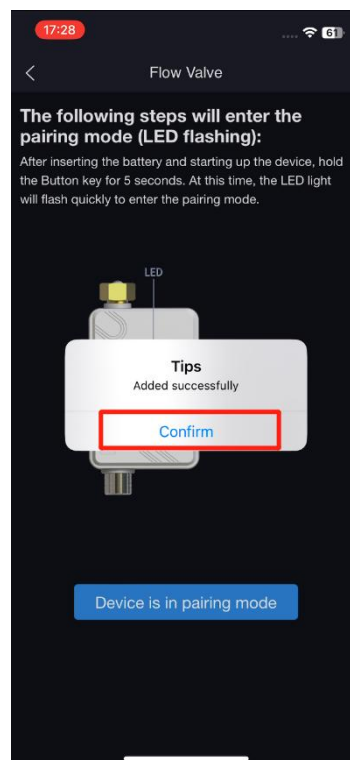 17:28
61
Flow Valve
The following steps will enter the
pairing mode (LED flashing):
After inserting the battery and starting up the device, hold
the Button key for 5 seconds. At this time, the LED light
will flash quickly to enter the pairing mode.
LED
Tips
Added successfully
Confirm
Device is in pairing mode